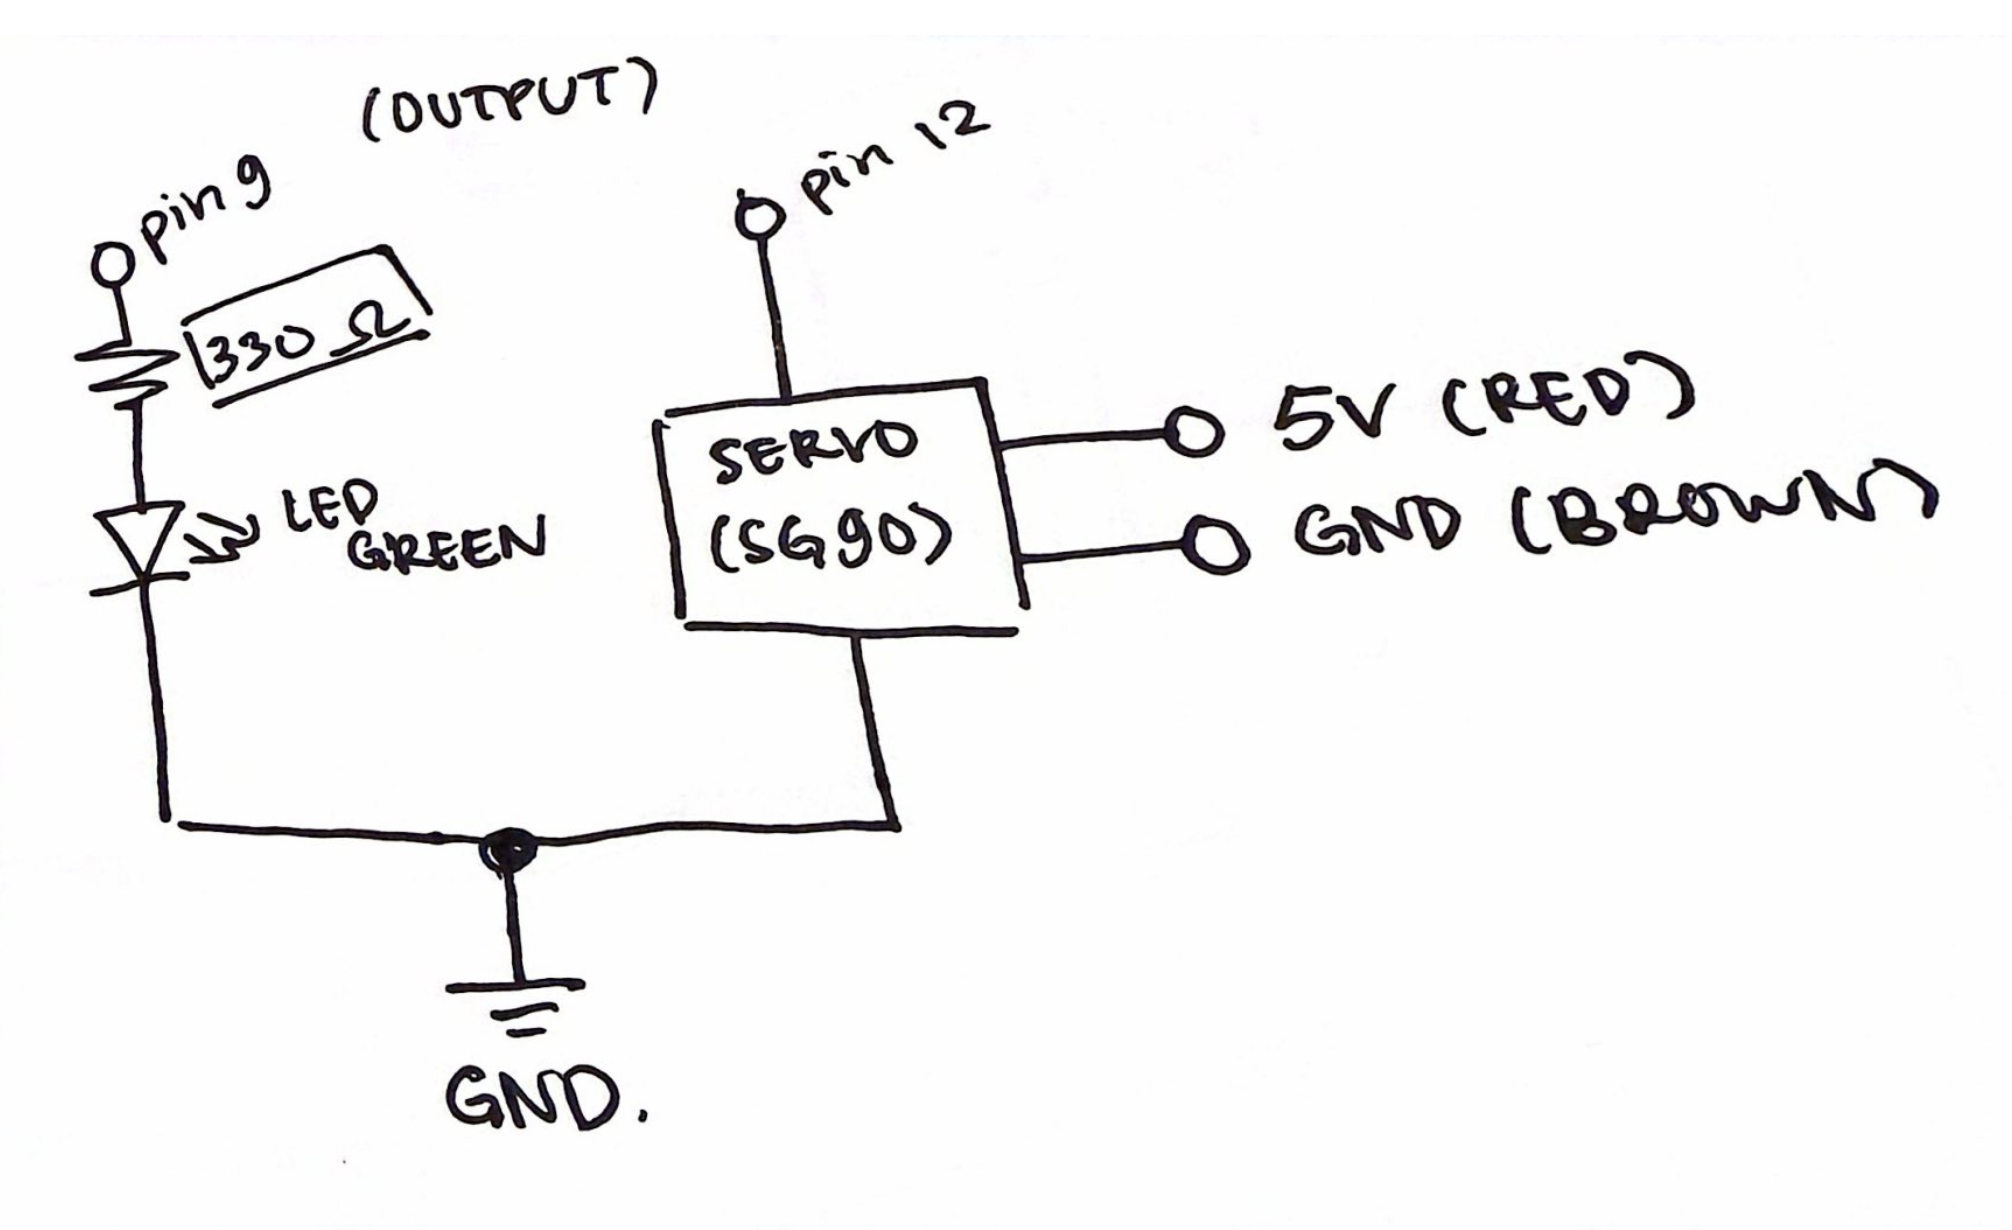 (OUTPUT)
pin 9
pin 12
330 Ω
5V (RED)
SERVO
(SG90)
LED
GREEN
GND (BROWN)
GND.